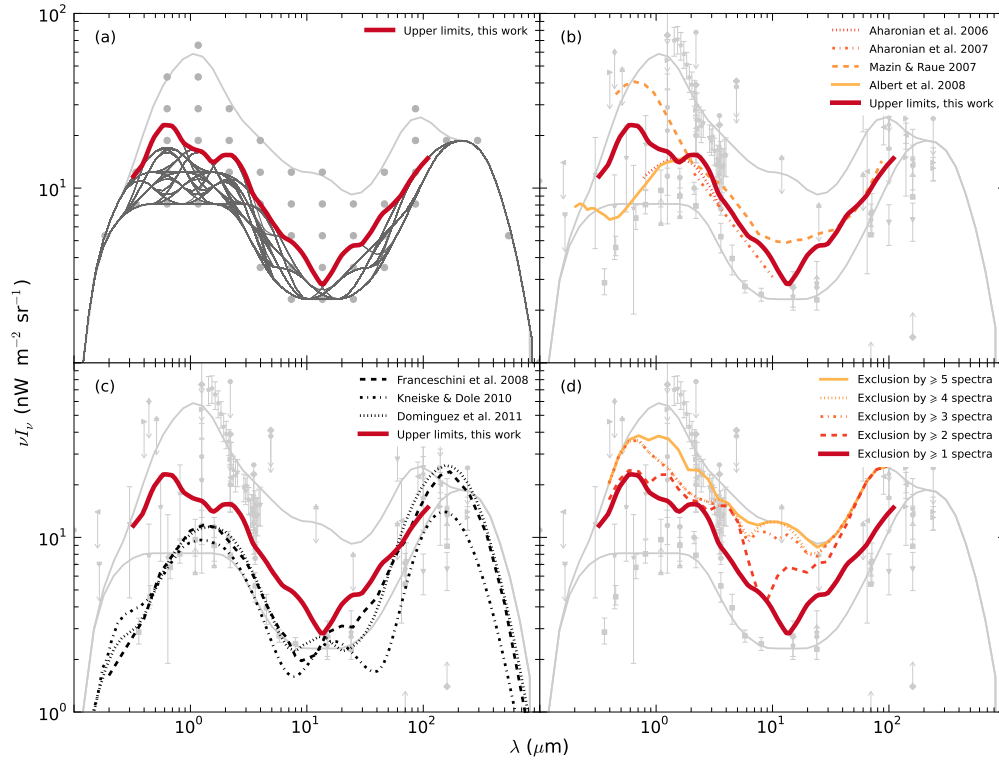 (a)
Upper limits, this work
(b)
Aharonian et al. 2006
Aharonian et al. 2007
Mazin & Raue 2007
Albert et al. 2008
Upper limits, this work
10²
10¹
(c)
Franceschini et al. 2008
Kneiske & Dole 2010
Dominguez et al. 2011
Upper limits, this work
(d)
Exclusion by ⩾ 5 spectra
Exclusion by ⩾ 4 spectra
Exclusion by ⩾ 3 spectra
Exclusion by ⩾ 2 spectra
Exclusion by ⩾ 1 spectra
10¹
10⁰
νIᵥ (nW m⁻² sr⁻¹)
10⁰
10¹
10²
10⁰
10¹
10²
λ (μm)